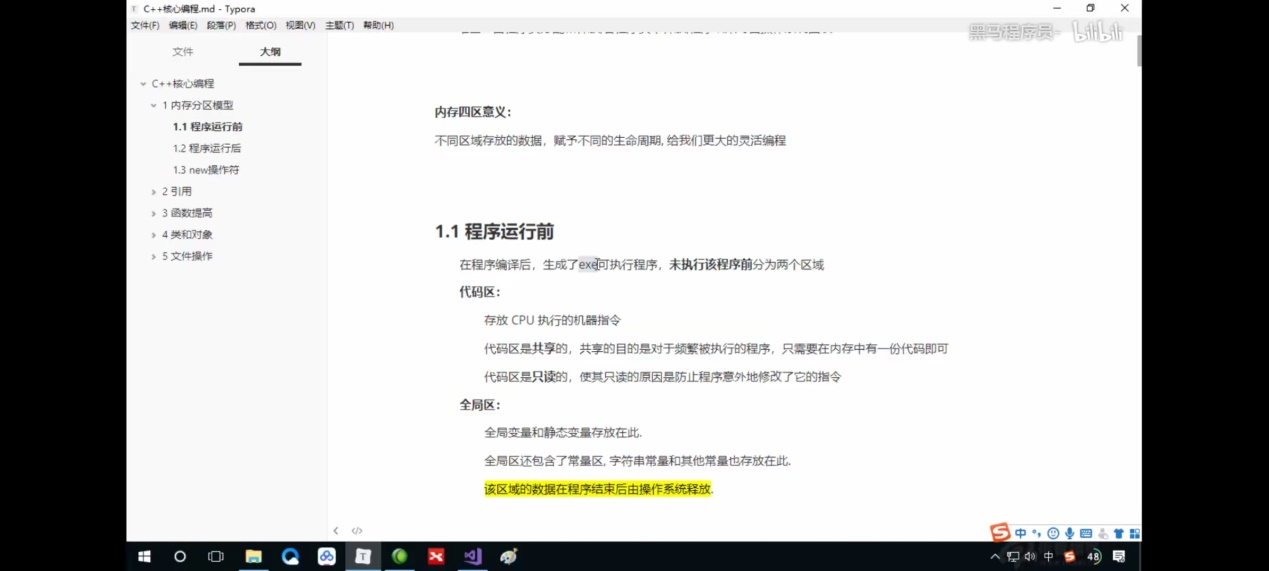 C++核心编程.md - Typora
文件(F) 编辑(E) 段落(P) 格式(O) 视图(V) 主题(T) 帮助(H)
黑马程序员- bilibili
文件 大纲
C++核心编程
1 内存分区模型
1.1 程序运行前
1.2 程序运行后
1.3 new操作符
2 引用
3 函数提高
4 类和对象
5 文件操作
内存四区意义：
不同区域存放的数据，赋予不同的生命周期, 给我们更大的灵活编程
1.1 程序运行前
在程序编译后，生成了exe可执行程序，未执行该程序前分为两个区域
代码区：
存放 CPU 执行的机器指令
代码区是共享的，共享的目的是对于频繁被执行的程序，只需要在内存中有一份代码即可
代码区是只读的，使其只读的原因是防止程序意外地修改了它的指令
全局区：
全局变量和静态变量存放在此.
全局区还包含了常量区, 字符串常量和其他常量也存放在此.
该区域的数据在程序结束后由操作系统释放.
中
中 48